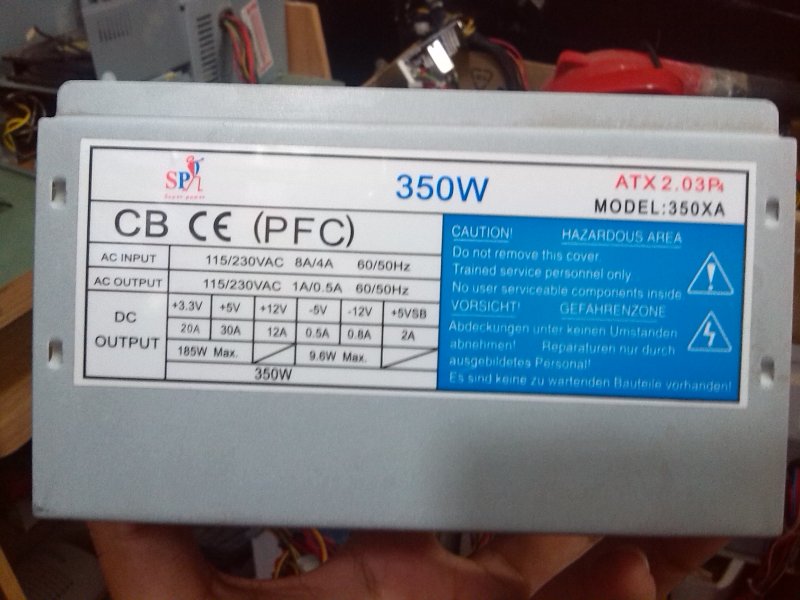 SP
Super power
350W
ATX 2.03P4
MODEL:350XA
CB CE (PFC)
AC INPUT 115/230VAC 8A/4A 60/50Hz
AC OUTPUT 115/230VAC 1A/0.5A 60/50Hz
DC OUTPUT
+3.3V +5V +12V -5V -12V +5VSB
20A 30A 12A 0.5A 0.8A 2A
185W Max. 9.6W Max.
350W
CAUTION! HAZARDOUS AREA
Do not remove this cover
Trained service personnel only
No user serviceable components inside
VORSICHT! GEFÄHRENZONE
Abdeckungen unter keinen Umstanden
abnehmen! Reparaturen nur durch
ausgebildetes Personal!
Es sind keine zu wartenden Bauteile vorhanden!